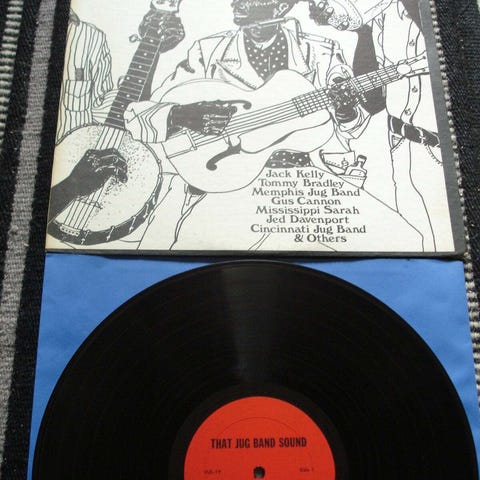 Jack Kelly
Tommy Bradley
Memphis Jug Band
Gus Cannon
Mississippi Sarah
Jed Davenport
Cincinnati Jug Band
& Others
THAT JUG BAND SOUND
Side 1